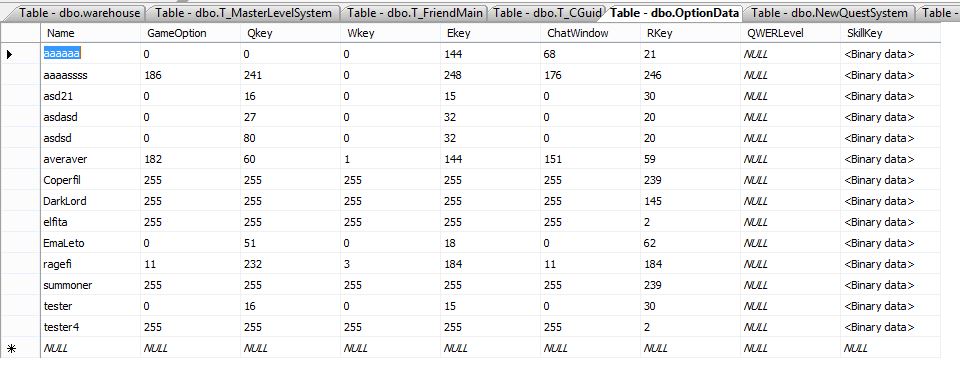 Table - dbo.warehouse Table - dbo.T_MasterLevelSystem Table - dbo.T_FriendMain Table - dbo.T_CGuid Table - dbo.OptionData Table - dbo.NewQuestSystem Table -
Name GameOption Qkey Wkey Ekey ChatWindow RKey QWERLevel SkillKey
aaaaaa 0 0 0 144 68 21 NULL <Binary data>
aaaassss 186 241 0 248 176 246 NULL <Binary data>
asd21 0 16 0 15 0 30 NULL <Binary data>
asdasd 0 27 0 32 0 20 NULL <Binary data>
asdsd 0 80 0 32 0 20 NULL <Binary data>
averaver 182 60 1 144 151 59 NULL <Binary data>
Coperfil 255 255 255 255 255 239 NULL <Binary data>
DarkLord 255 255 255 255 255 145 NULL <Binary data>
elfita 255 255 255 255 255 2 NULL <Binary data>
EmaLeto 0 51 0 18 0 62 NULL <Binary data>
ragefi 11 232 3 184 11 184 NULL <Binary data>
summoner 255 255 255 255 255 239 NULL <Binary data>
tester 0 16 0 15 0 30 NULL <Binary data>
tester4 255 255 255 255 255 2 NULL <Binary data>
NULL NULL NULL NULL NULL NULL NULL NULL NULL